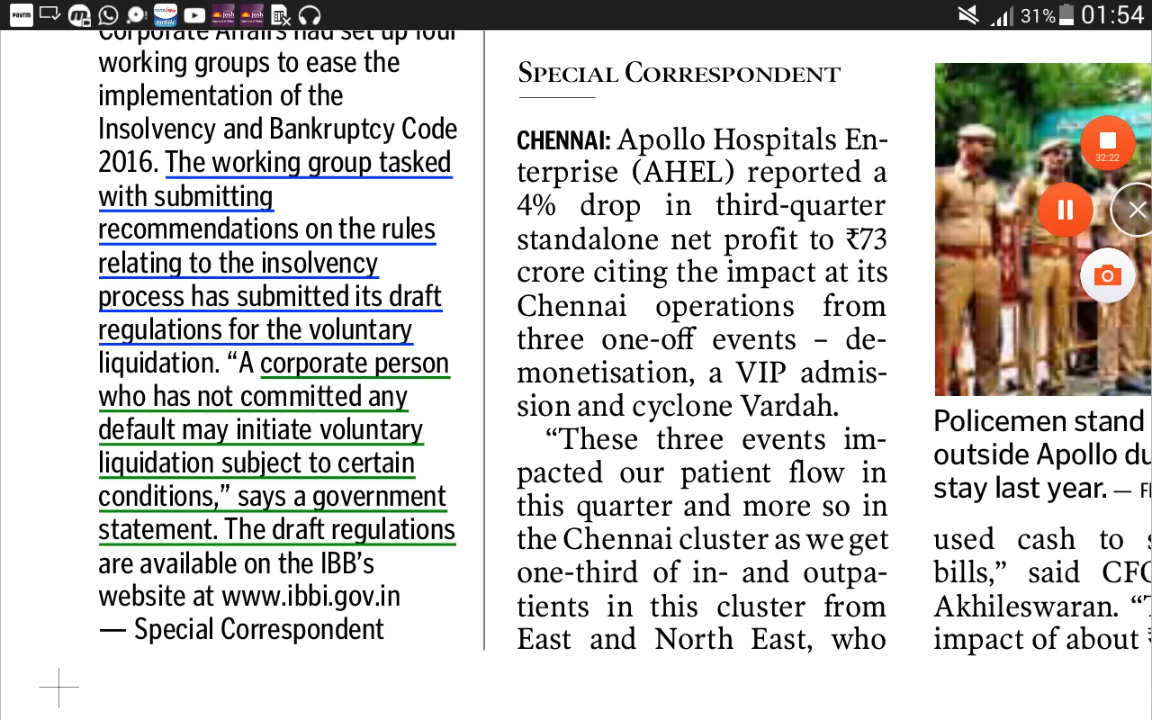 31% 01:54
Corporate Affairs had set up four
working groups to ease the
implementation of the
Insolvency and Bankruptcy Code
2016. The working group tasked
with submitting
recommendations on the rules
relating to the insolvency
process has submitted its draft
regulations for the voluntary
liquidation. “A corporate person
who has not committed any
default may initiate voluntary
liquidation subject to certain
conditions,” says a government
statement. The draft regulations
are available on the IBB’s
website at www.ibbi.gov.in
— Special Correspondent
SPECIAL CORRESPONDENT
CHENNAI: Apollo Hospitals En-
terprise (AHEL) reported a
4% drop in third-quarter
standalone net profit to ₹73
crore citing the impact at its
Chennai operations from
three one-off events – de-
monetisation, a VIP admis-
sion and cyclone Vardah.
“These three events im-
pacted our patient flow in
this quarter and more so in
the Chennai cluster as we get
one-third of in- and outpa-
tients in this cluster from
East and North East, who
32:22
Policemen stand
outside Apollo
stay last year. —
used cash to
bills,” said
Akhileswaran.
impact of about